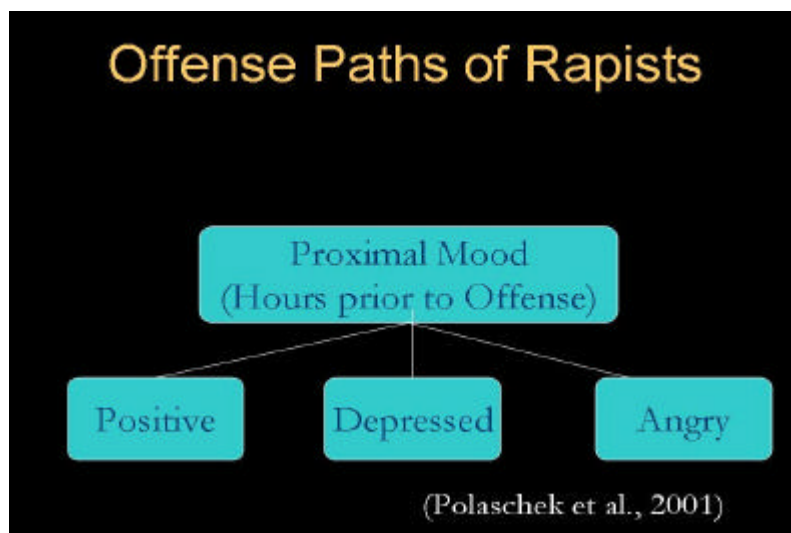 Offense Paths of Rapists
Proximal Mood
(Hours prior to Offense)
Positive
Depressed
Angry
(Polaschek et al., 2001)